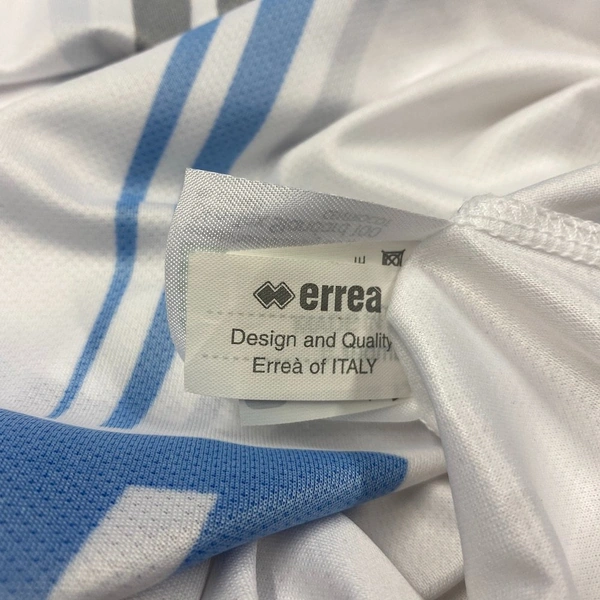 errea
Design and Quality
Erreà of ITALY